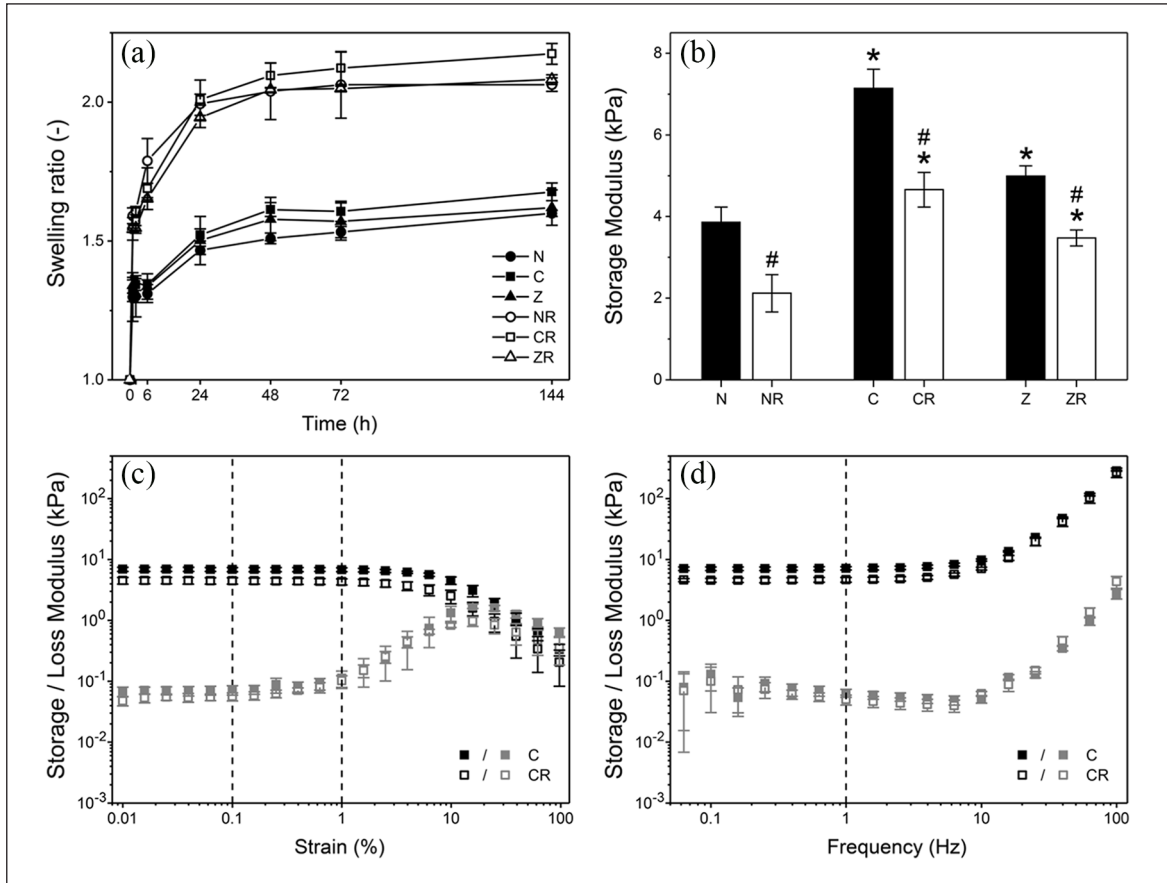 (a)
Swelling ratio (-)
2.0
1.5
1.0
0 6 24 48 72 144
Time (h)
N
C
Z
NR
CR
ZR
(b)
Storage Modulus (kPa)
8
6
4
2
0
#
*
#
*
*
#
*
N NR C CR Z ZR
(c)
Storage / Loss Modulus (kPa)
10²
10¹
10⁰
10⁻¹
10⁻²
10⁻³
/ C
/ CR
0.01 0.1 1 10 100
Strain (%)
(d)
Storage / Loss Modulus (kPa)
10²
10¹
10⁰
10⁻¹
10⁻²
10⁻³
/ C
/ CR
0.1 1 10 100
Frequency (Hz)